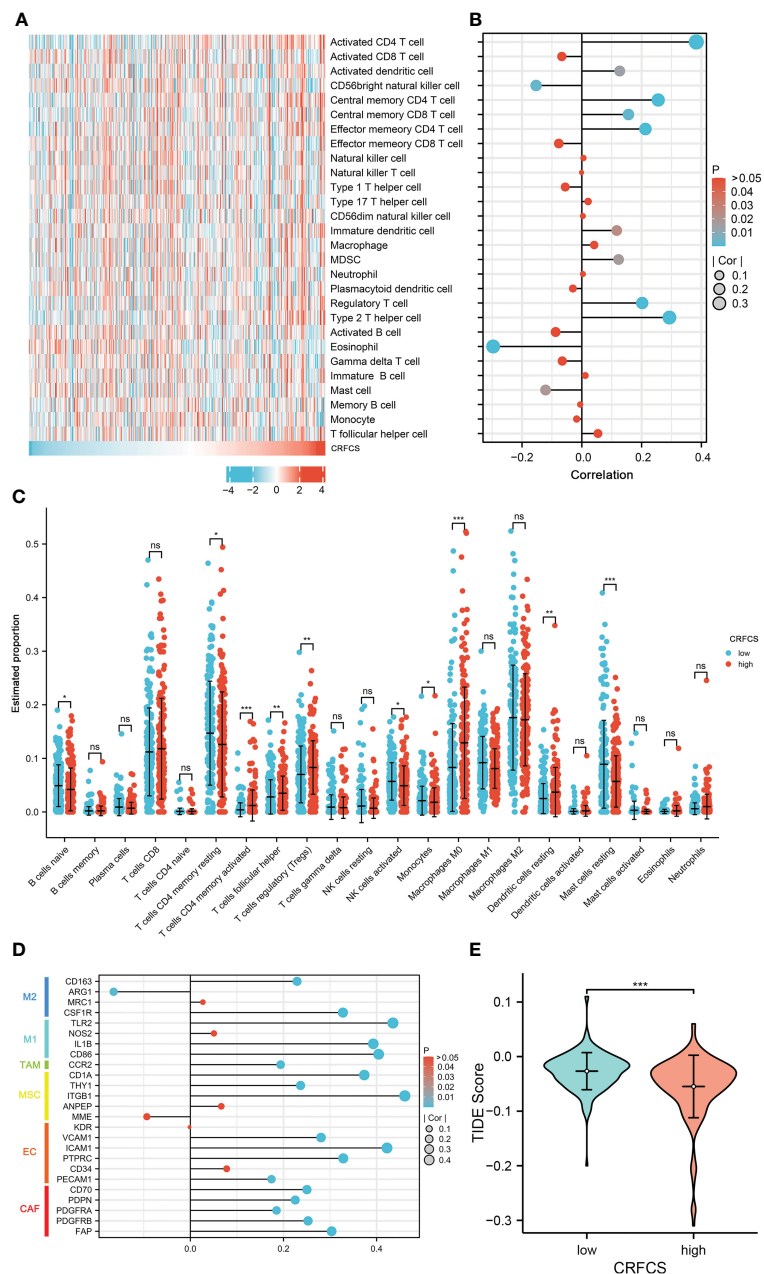 A
Activated CD4 T cell
Activated CD8 T cell
Activated dendritic cell
CD56bright natural killer cell
Central memory CD4 T cell
Central memory CD8 T cell
Effector memeory CD4 T cell
Effector memeory CD8 T cell
Natural killer cell
Natural killer T cell
Type 1 T helper cell
Type 17 T helper cell
CD56dim natural killer cell
Immature dendritic cell
Macrophage
MDSC
Neutrophil
Plasmacytoid dendritic cell
Regulatory T cell
Type 2 T helper cell
Activated B cell
Eosinophil
Gamma delta T cell
Immature B cell
Mast cell
Memory B cell
Monocyte
T follicular helper cell
CRFCS
−4 −2 0 2 4
B
P
>0.05
0.04
0.03
0.02
0.01
| Cor |
0.1
0.2
0.3
−0.2 0.0 0.2 0.4
Correlation
C
Estimated proportion
0.5
0.4
0.3
0.2
0.1
0.0
* ns ns ns ns * *** ** ** ns ns * * *** ns ns ** ns *** ns ns ns
CRFCS
low
high
B cells naive
B cells memory
Plasma cells
T cells CD8
T cells CD4 naive
T cells CD4 memory resting
T cells CD4 memory activated
T cells follicular helper
T cells regulatory (Tregs)
T cells gamma delta
NK cells resting
NK cells activated
Monocytes
Macrophages M0
Macrophages M1
Macrophages M2
Dendritic cells resting
Dendritic cells activated
Mast cells resting
Mast cells activated
Eosinophils
Neutrophils
D
M2
M1
TAM
MSC
EC
CAF
CD163
ARG1
MRC1
CSF1R
TLR2
NOS2
IL1B
CD86
CCR2
CD1A
THY1
ITGB1
ANPEP
MME
KDR
VCAM1
ICAM1
PTPRC
CD34
PECAM1
CD70
PDPN
PDGFRA
PDGFRB
FAP
0.0 0.2 0.4
P
>0.05
0.04
0.03
0.02
0.01
| Cor |
0.1
0.2
0.3
0.4
E
***
TIDE Score
0.1
−0.0
−0.1
−0.2
−0.3
low high
CRFCS